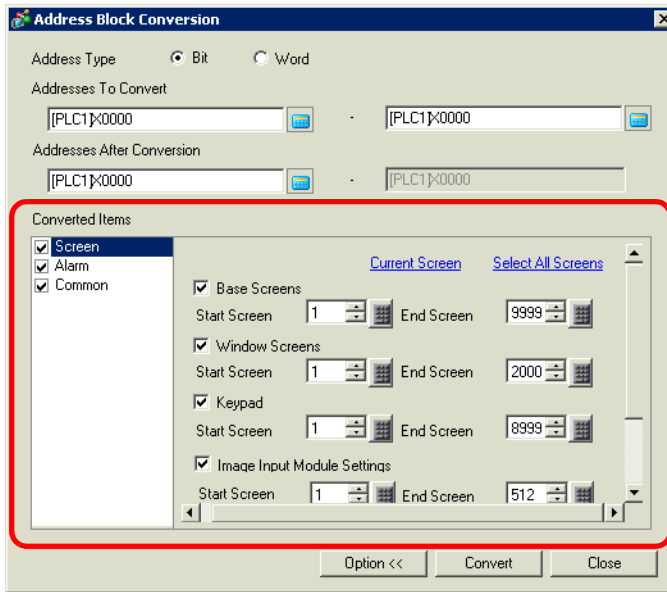 Address Block Conversion
Address Type Bit Word
Addresses To Convert
[PLC1]X0000 - [PLC1]X0000
Addresses After Conversion
[PLC1]X0000 - [PLC1]X0000
Converted Items
Screen
Alarm
Common
Current Screen Select All Screens
Base Screens
Start Screen 1 End Screen 9999
Window Screens
Start Screen 1 End Screen 2000
Keypad
Start Screen 1 End Screen 8999
Image Input Module Settings
Start Screen 1 End Screen 512
Option << Convert Close